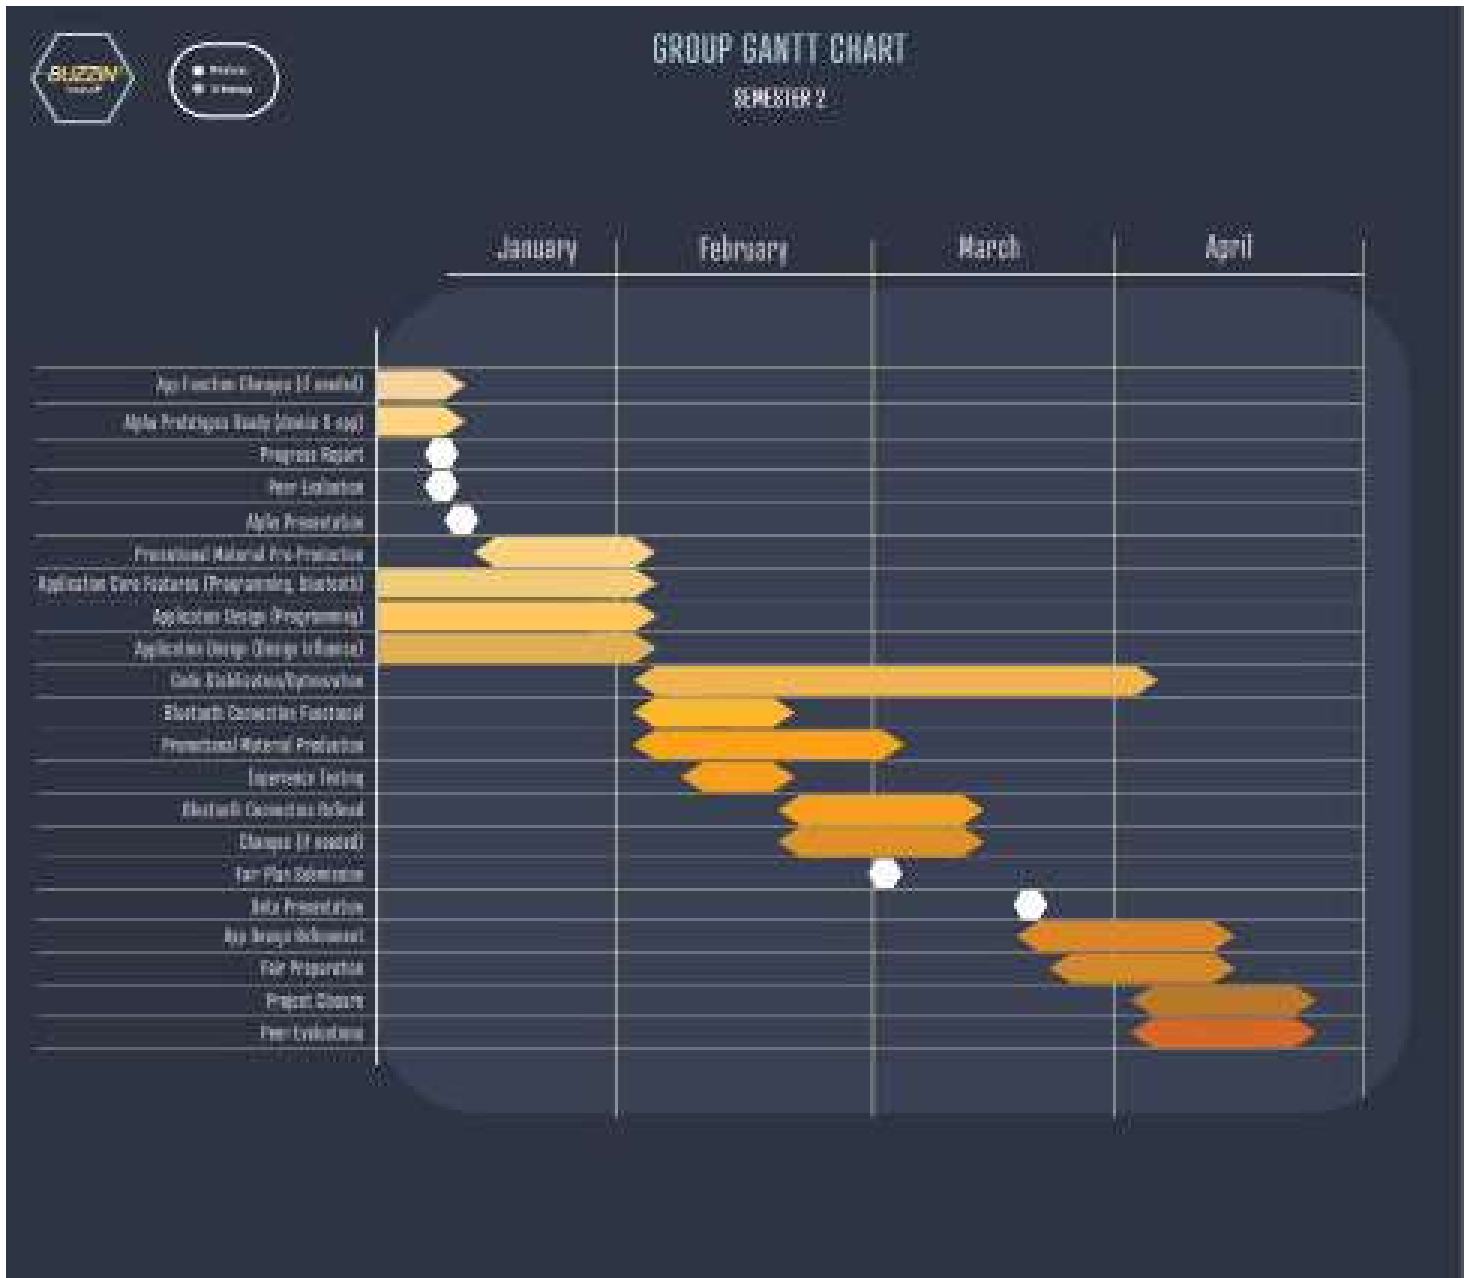 GROUP GANTT CHART
SEMESTER 2
BUZZIN'
January
February
March
April
App Function Changes (if needed)
Alpha Prototypes Ready (device & app)
Progress Report
Peer Evaluation
Alpha Presentation
Promotional Material Pre-Production
Application Core Features (Programming, bluetooth)
Application Design (Programming)
Application Design (Design Influence)
Code Stabilization/Optimization
Bluetooth Connection Functional
Promotional Material Production
Experience Testing
Bluetooth Connection Refined
Changes (if needed)
Fair Plan Submission
Beta Presentation
App Design Refinement
Fair Preparation
Project Closure
Peer Evaluations